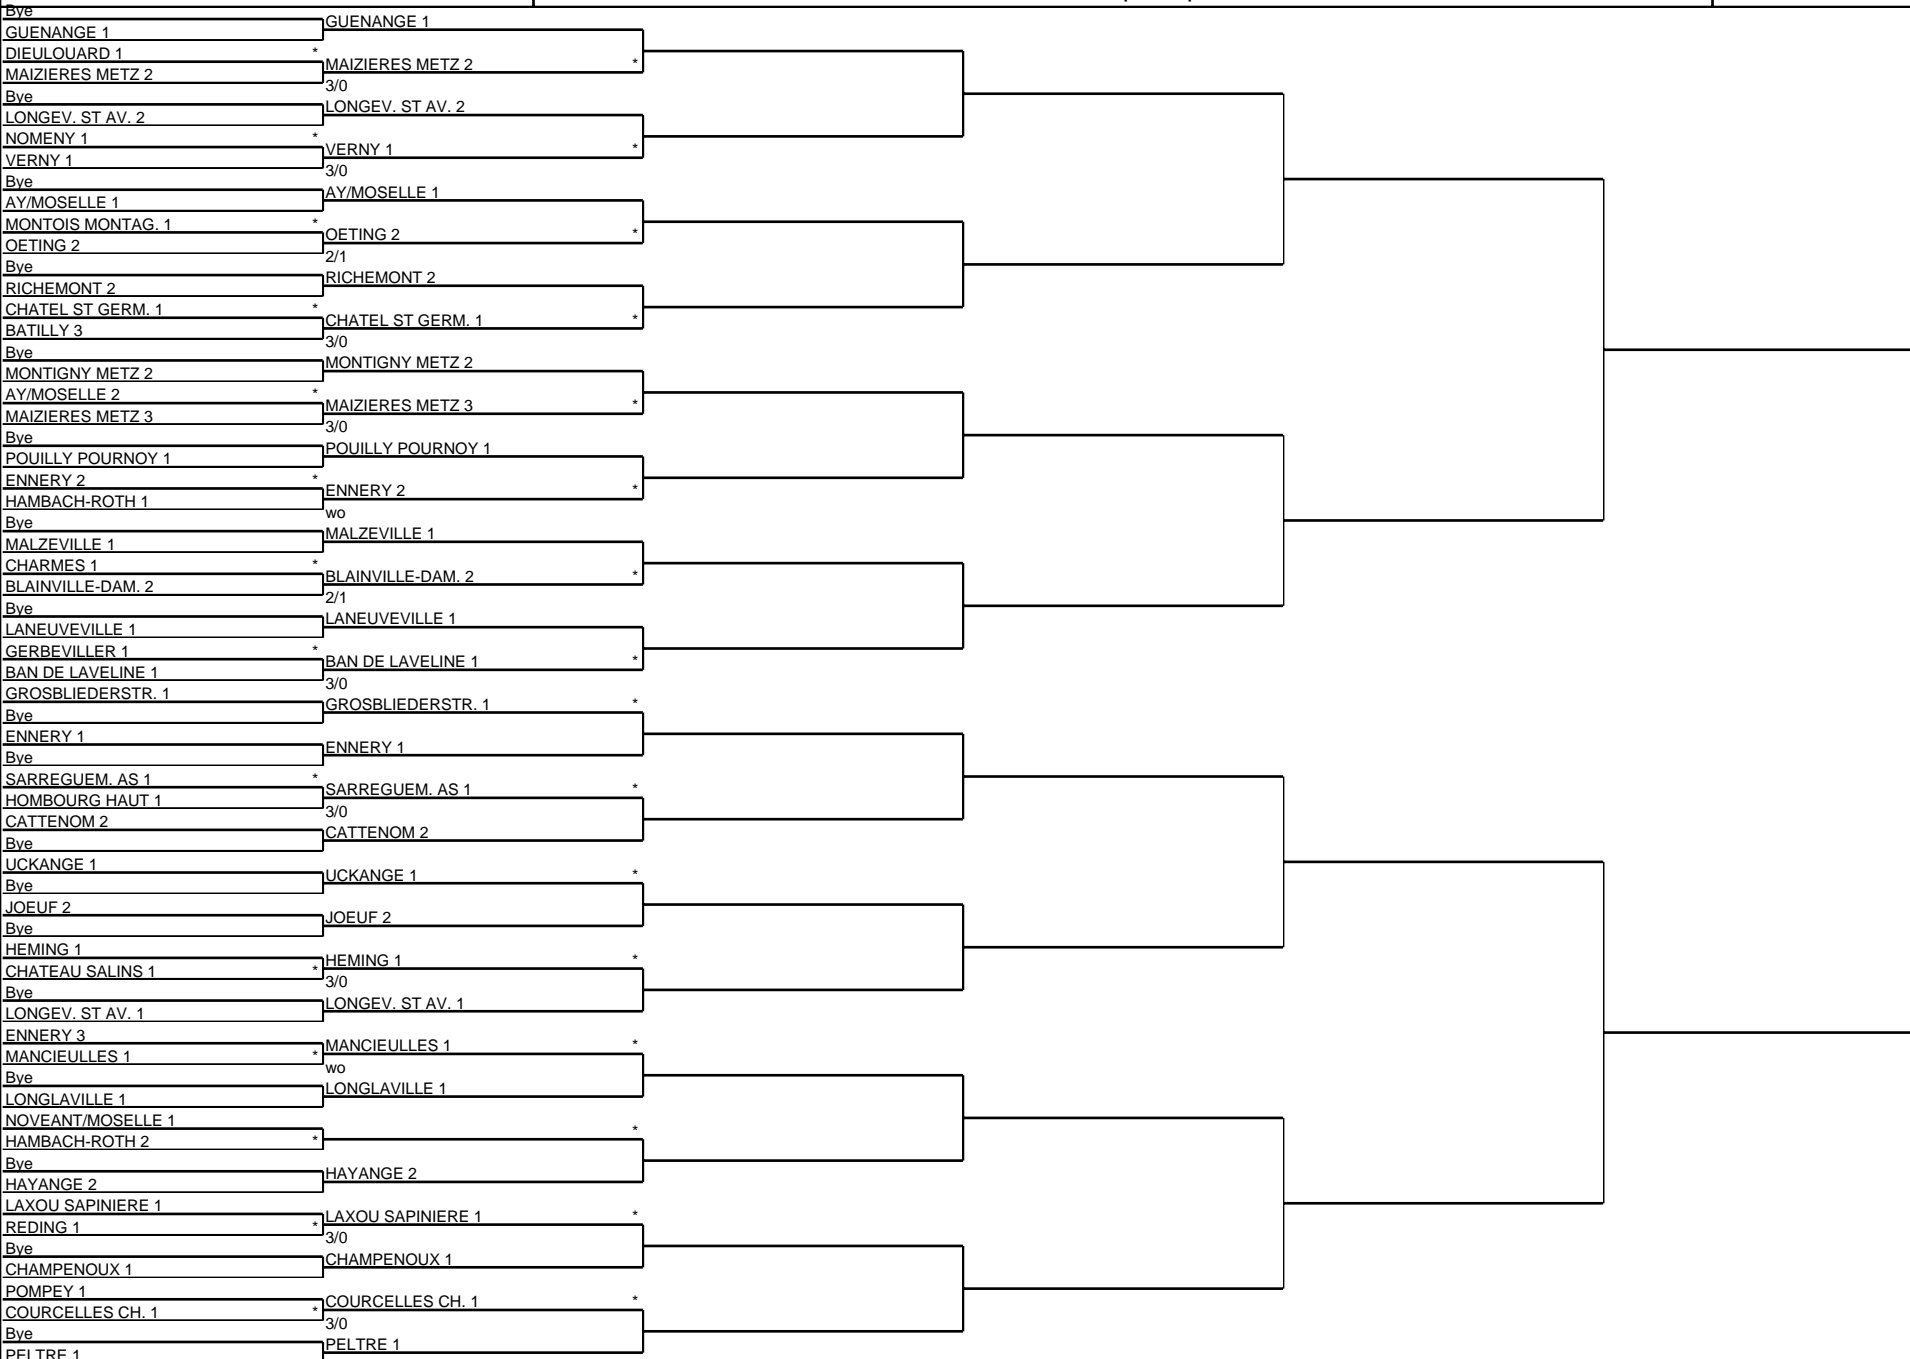 Bye
GUENANGE 1
DIEULOUARD 1 *
MAIZIERES METZ 2
Bye
LONGEV. ST AV. 2
NOMENY 1 *
VERNY 1
Bye
AY/MOSELLE 1
MONTOIS MONTAG. 1 *
OETING 2
Bye
RICHEMONT 2
CHATEL ST GERM. 1 *
BATILLY 3
Bye
MONTIGNY METZ 2
AY/MOSELLE 2 *
MAIZIERES METZ 3
Bye
POUILLY POURNOY 1
ENNERY 2 *
HAMBACH-ROTH 1
Bye
MALZEVILLE 1
CHARMES 1 *
BLAINVILLE-DAM. 2
Bye
LANEUVEVILLE 1
GERBEVILLER 1 *
BAN DE LAVELINE 1
GROSBLIEDERSTR. 1
Bye
ENNERY 1
Bye
SARREGUEM. AS 1 *
HOMBOURG HAUT 1
CATTENOM 2
Bye
UCKANGE 1
Bye
JOEUF 2
Bye
HEMING 1
CHATEAU SALINS 1 *
Bye
LONGEV. ST AV. 1
ENNERY 3
MANCIEULLES 1 *
Bye
LONGLAVILLE 1
NOVEANT/MOSELLE 1
HAMBACH-ROTH 2 *
Bye
HAYANGE 2
LAXOU SAPINIERE 1
REDING 1 *
Bye
CHAMPENOUX 1
POMPEY 1
COURCELLES CH. 1 *
Bye
PELTRE 1
GUENANGE 1
MAIZIERES METZ 2 *
3/0
LONGEV. ST AV. 2
VERNY 1 *
3/0
AY/MOSELLE 1
OETING 2 *
2/1
RICHEMONT 2
CHATEL ST GERM. 1 *
3/0
MONTIGNY METZ 2
MAIZIERES METZ 3 *
3/0
POUILLY POURNOY 1
ENNERY 2 *
wo
MALZEVILLE 1
BLAINVILLE-DAM. 2 *
2/1
LANEUVEVILLE 1
BAN DE LAVELINE 1 *
3/0
GROSBLIEDERSTR. 1 *
ENNERY 1
SARREGUEM. AS 1 *
3/0
CATTENOM 2
UCKANGE 1 *
JOEUF 2
HEMING 1 *
3/0
LONGEV. ST AV. 1
MANCIEULLES 1 *
wo
LONGLAVILLE 1
*
HAYANGE 2
LAXOU SAPINIERE 1 *
3/0
CHAMPENOUX 1
COURCELLES CH. 1 *
3/0
PELTRE 1